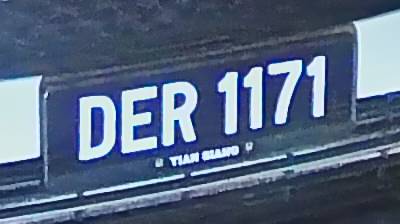 DER 1171
TIAN SIANG